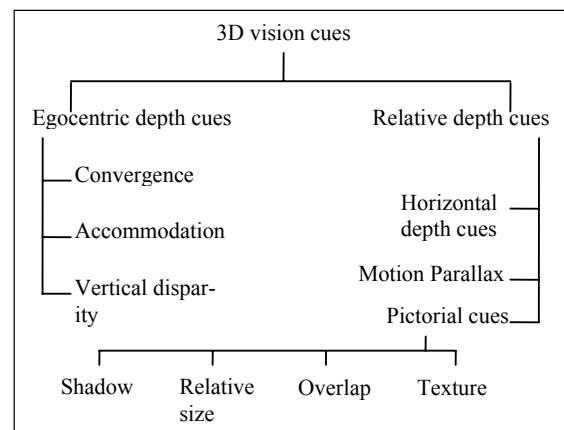 3D vision cues
Egocentric depth cues
Relative depth cues
Convergence
Accommodation
Vertical dispar-
ity
Horizontal
depth cues
Motion Parallax
Pictorial cues
Shadow
Relative
size
Overlap
Texture